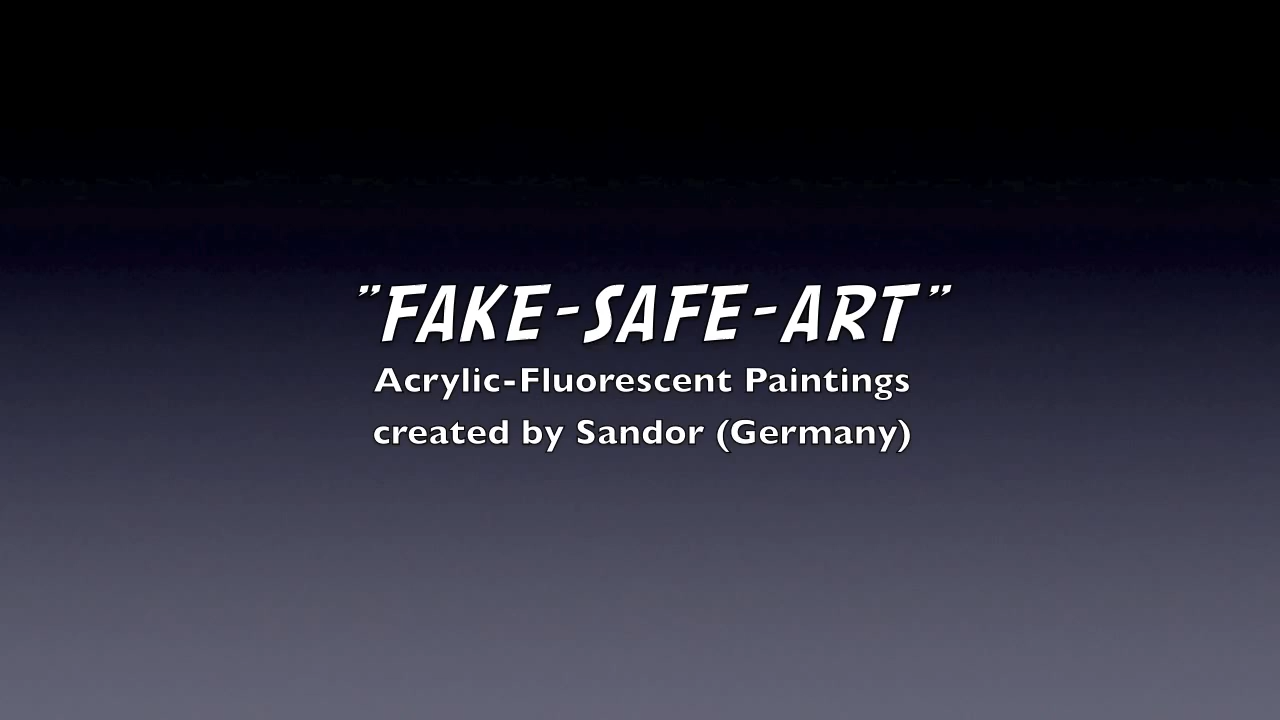 "FAKE-SAFE-ART"
Acrylic-Fluorescent Paintings
created by Sandor (Germany)